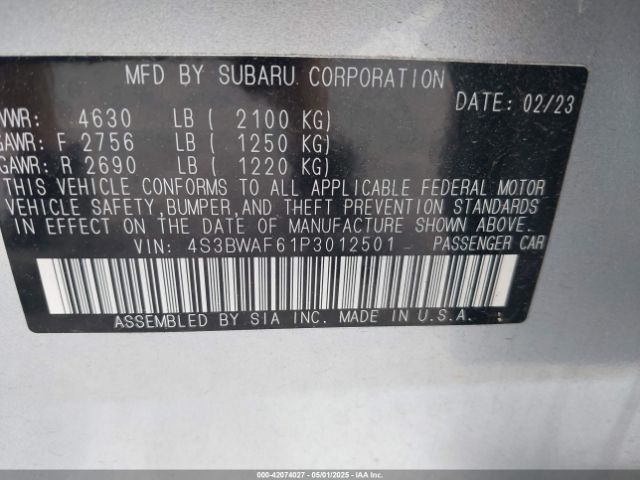 MFD BY SUBARU CORPORATION
DATE: 02/23
VWR: 4630 LB ( 2100 KG)
GAWR: F 2756 LB ( 1250 KG)
GAWR: R 2690 LB ( 1220 KG)
THIS VEHICLE CONFORMS TO ALL APPLICABLE FEDERAL MOTOR
VEHICLE SAFETY, BUMPER, AND THEFT PREVENTION STANDARDS
IN EFFECT ON THE DATE OF MANUFACTURE SHOWN ABOVE.
VIN: 4S3BWAF61P3012501 PASSENGER CAR
ASSEMBLED BY SIA INC. MADE IN U.S.A.
000-42074027 - 05/01/2025 - IAAI.COM